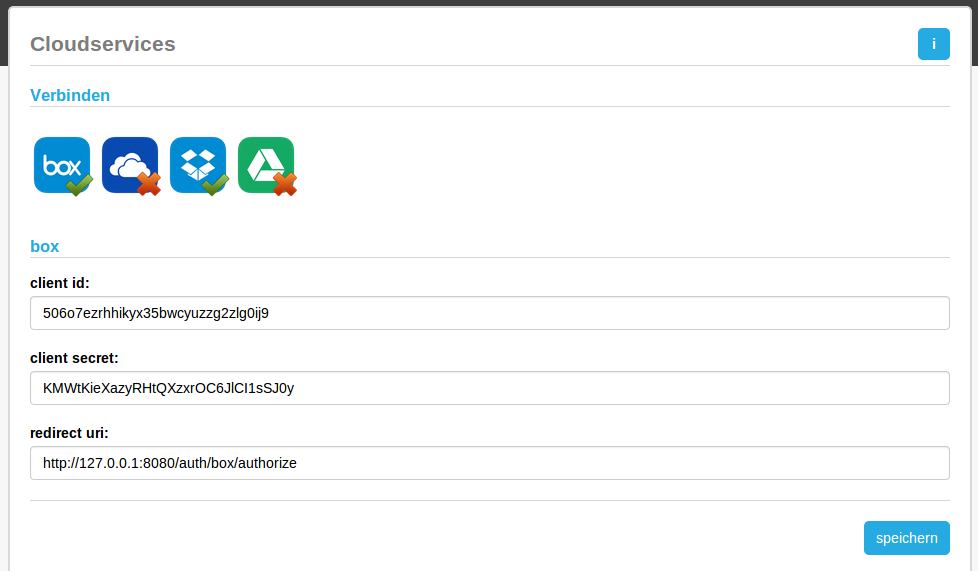 Cloudservices
i
Verbinden
box
box
client id:
506o7ezrhhikyx35bwcyuzzg2zlg0ij9
client secret:
KMWtKieXazyRHtQXzxrOC6JlCI1sSJ0y
redirect uri:
http://127.0.0.1:8080/auth/box/authorize
speichern